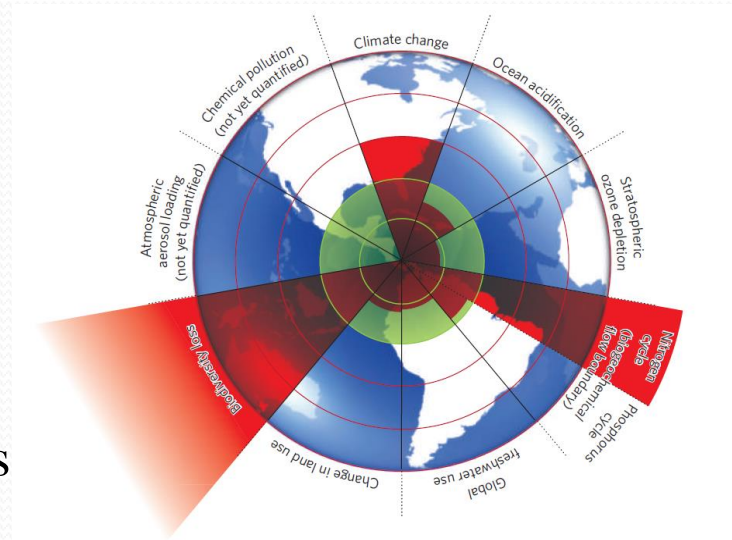 Climate change
Ocean acidification
Stratospheric
ozone depletion
Nitrogen
cycle
(biogeochemical
flow boundary)
Phosphorus
cycle
Global
freshwater use
Change in land use
Biodiversity loss
Atmospheric
aerosol loading
(not yet quantified)
Chemical pollution
(not yet quantified)
s